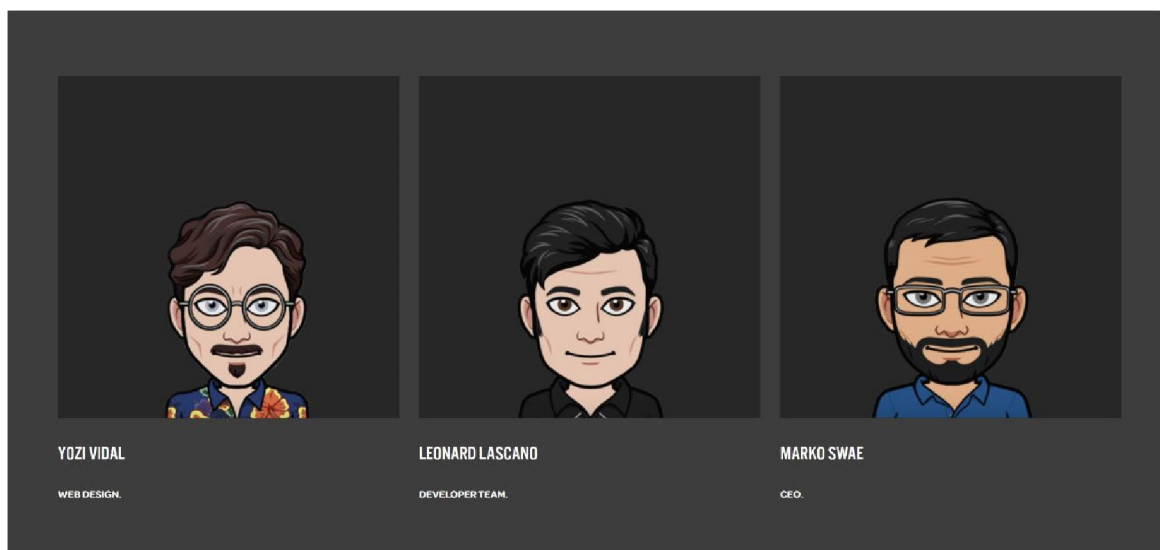 YOZI VIDAL
WEB DESIGN.
LEONARD LASCANO
DEVELOPER TEAM.
MARKO SWAE
CEO.